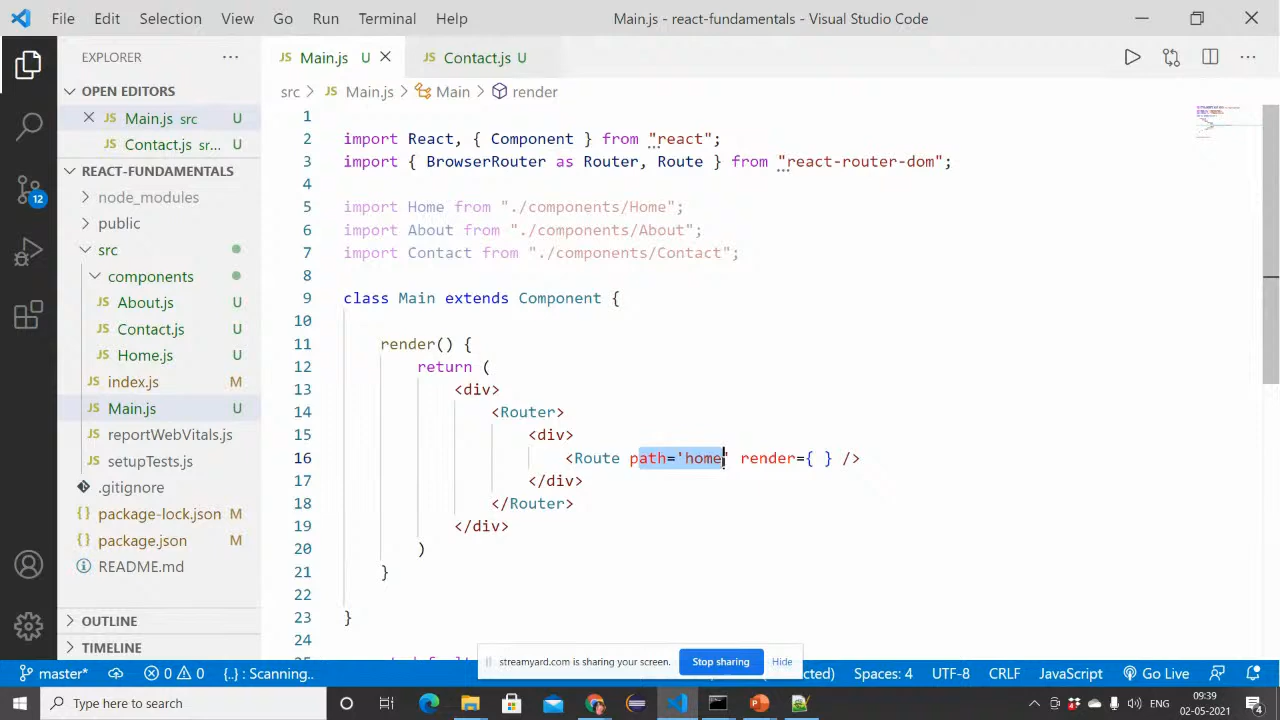 File Edit Selection View Go Run Terminal Help Main.js - react-fundamentals - Visual Studio Code
EXPLORER
OPEN EDITORS
Main.js src U
Contact.js sr... U
REACT-FUNDAMENTALS
node_modules
public
src
components
About.js U
Contact.js U
Home.js U
index.js M
Main.js U
reportWebVitals.js
setupTests.js
.gitignore
package-lock.json M
package.json M
README.md
OUTLINE
TIMELINE
12
Main.js U Contact.js U
src > Main.js > Main > render
1
2 import React, { Component } from "react";
3 import { BrowserRouter as Router, Route } from "react-router-dom";
4
5 import Home from "./components/Home";
6 import About from "./components/About";
7 import Contact from "./components/Contact";
8
9 class Main extends Component {
10
11 render() {
12 return (
13 <div>
14 <Router>
15 <div>
16 <Route path='home' render={ } />
17 </div>
18 </Router>
19 </div>
20 )
21 }
22
23 }
24
streamyard.com is sharing your screen. Stop sharing Hide
master* 0 0 {..} : Scanning.. Spaces: 4 UTF-8 CRLF JavaScript Go Live
Type here to search ENG 09:39
02-05-2021 4